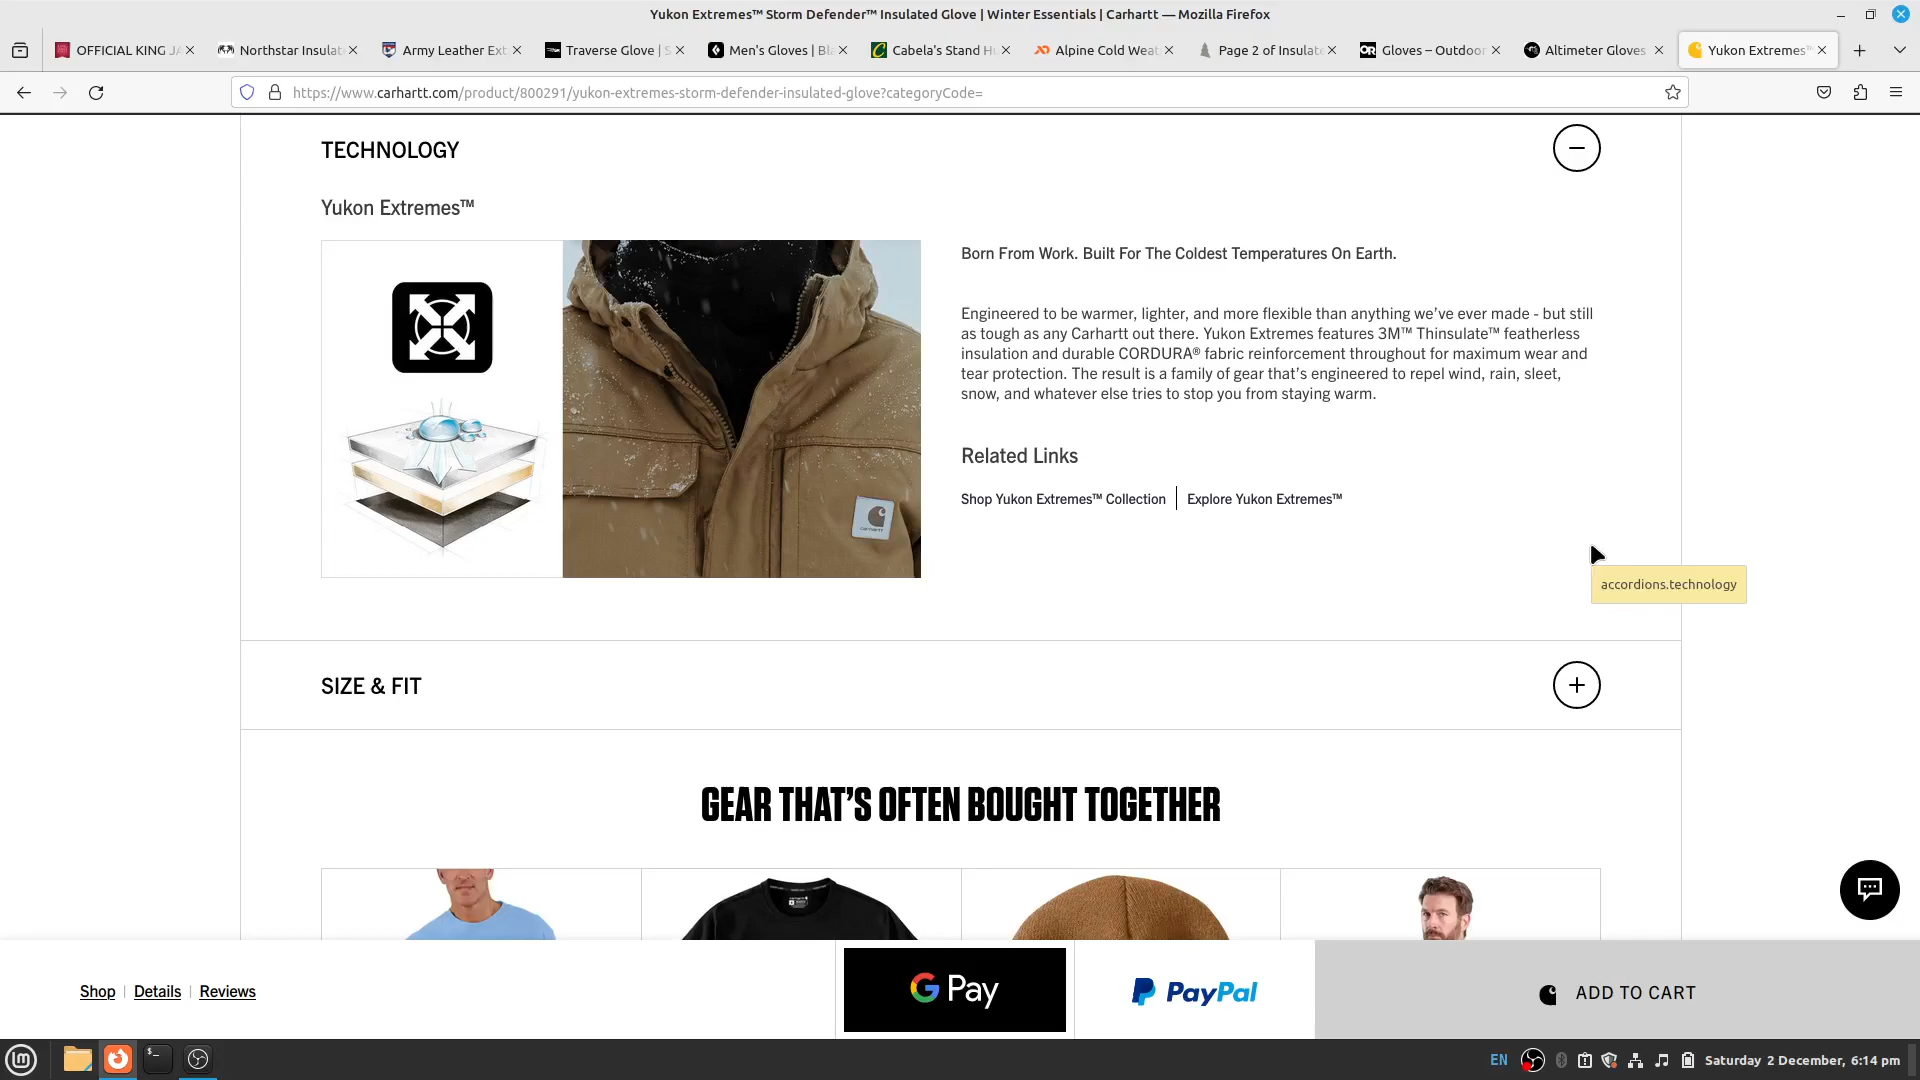 Yukon Extremes™ Storm Defender™ Insulated Glove | Winter Essentials | Carhartt — Mozilla Firefox
OFFICIAL KING JA
Northstar Insulat
Army Leather Ext
Traverse Glove | S
Men's Gloves | Bla
Cabela's Stand Hu
Alpine Cold Weat
Page 2 of Insulate
OR
Gloves – Outdoor
Altimeter Gloves
Yukon Extremes™
https://www.carhartt.com/product/800291/yukon-extremes-storm-defender-insulated-glove?categoryCode=
TECHNOLOGY
Yukon Extremes™
Born From Work. Built For The Coldest Temperatures On Earth.
Engineered to be warmer, lighter, and more flexible than anything we’ve ever made - but still
as tough as any Carhartt out there. Yukon Extremes features 3M™ Thinsulate™ featherless
insulation and durable CORDURA® fabric reinforcement throughout for maximum wear and
tear protection. The result is a family of gear that’s engineered to repel wind, rain, sleet,
snow, and whatever else tries to stop you from staying warm.
Related Links
Shop Yukon Extremes™ Collection
Explore Yukon Extremes™
carhartt
accordions.technology
SIZE & FIT
GEAR THAT’S OFTEN BOUGHT TOGETHER
Shop | Details | Reviews
G Pay
PayPal
ADD TO CART
EN
Saturday 2 December, 6:14 pm